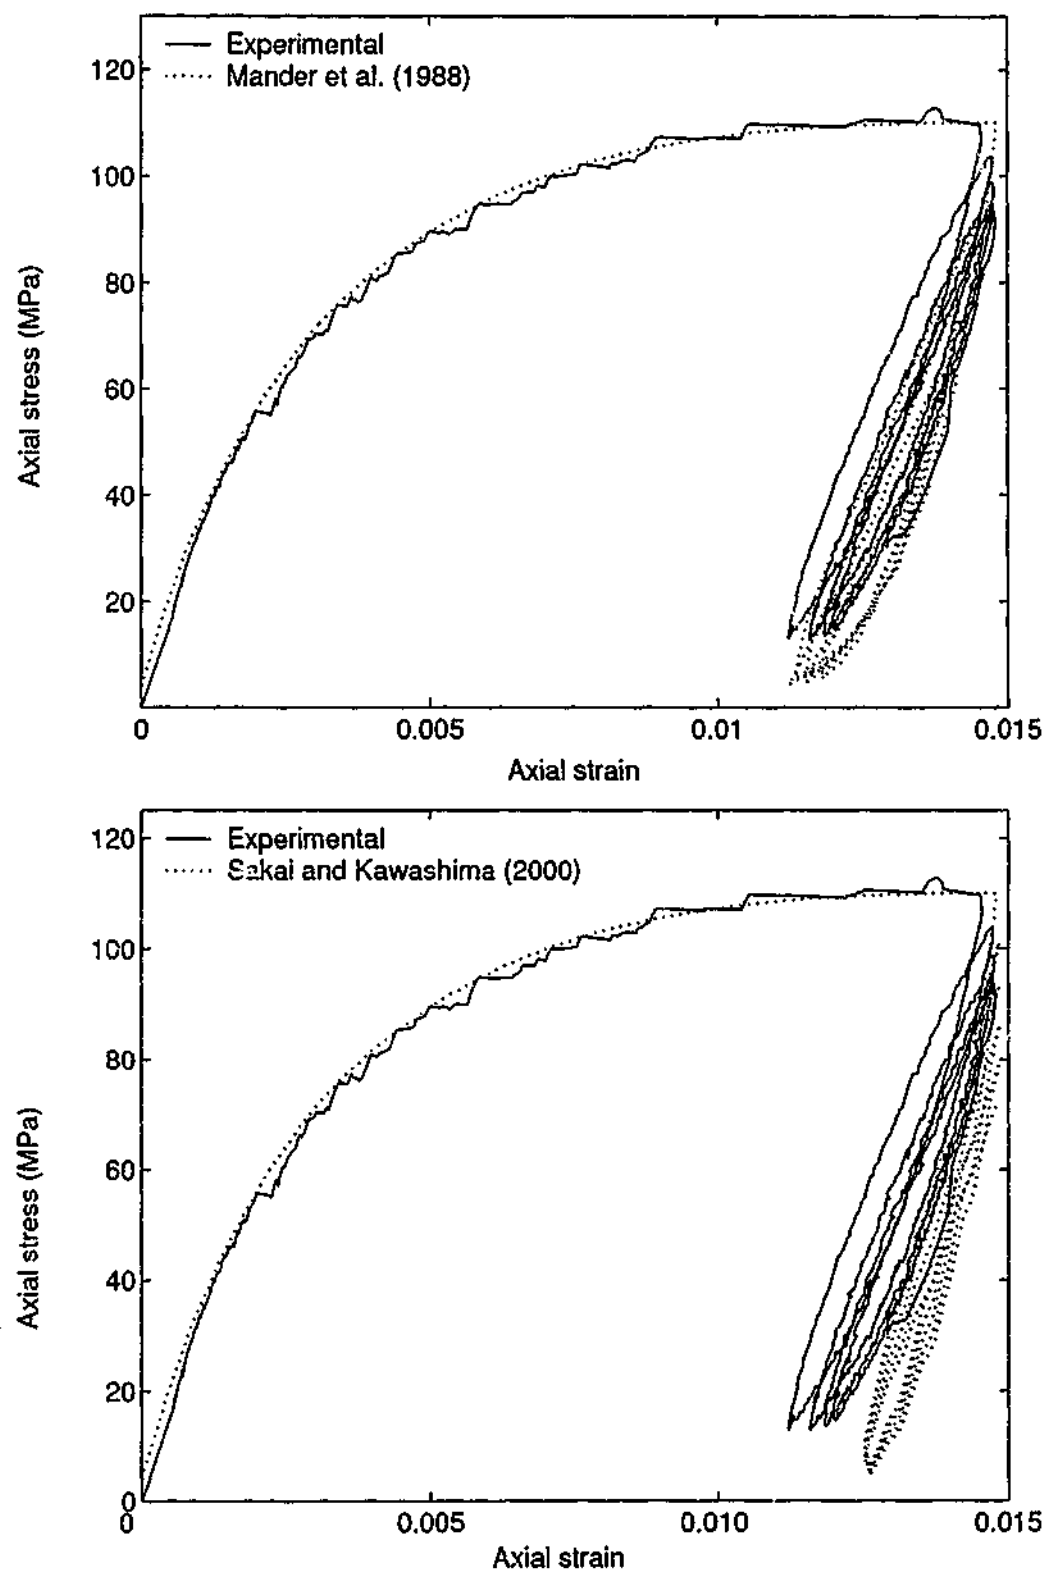 Experimental
Mander et al. (1988)
120
100
80
60
40
20
0 0.005 0.01 0.015
Axial stress (MPa)
Axial strain
Experimental
Sakai and Kawashima (2000)
120
100
80
60
40
20
0
0 0.005 0.010 0.015
Axial stress (MPa)
Axial strain